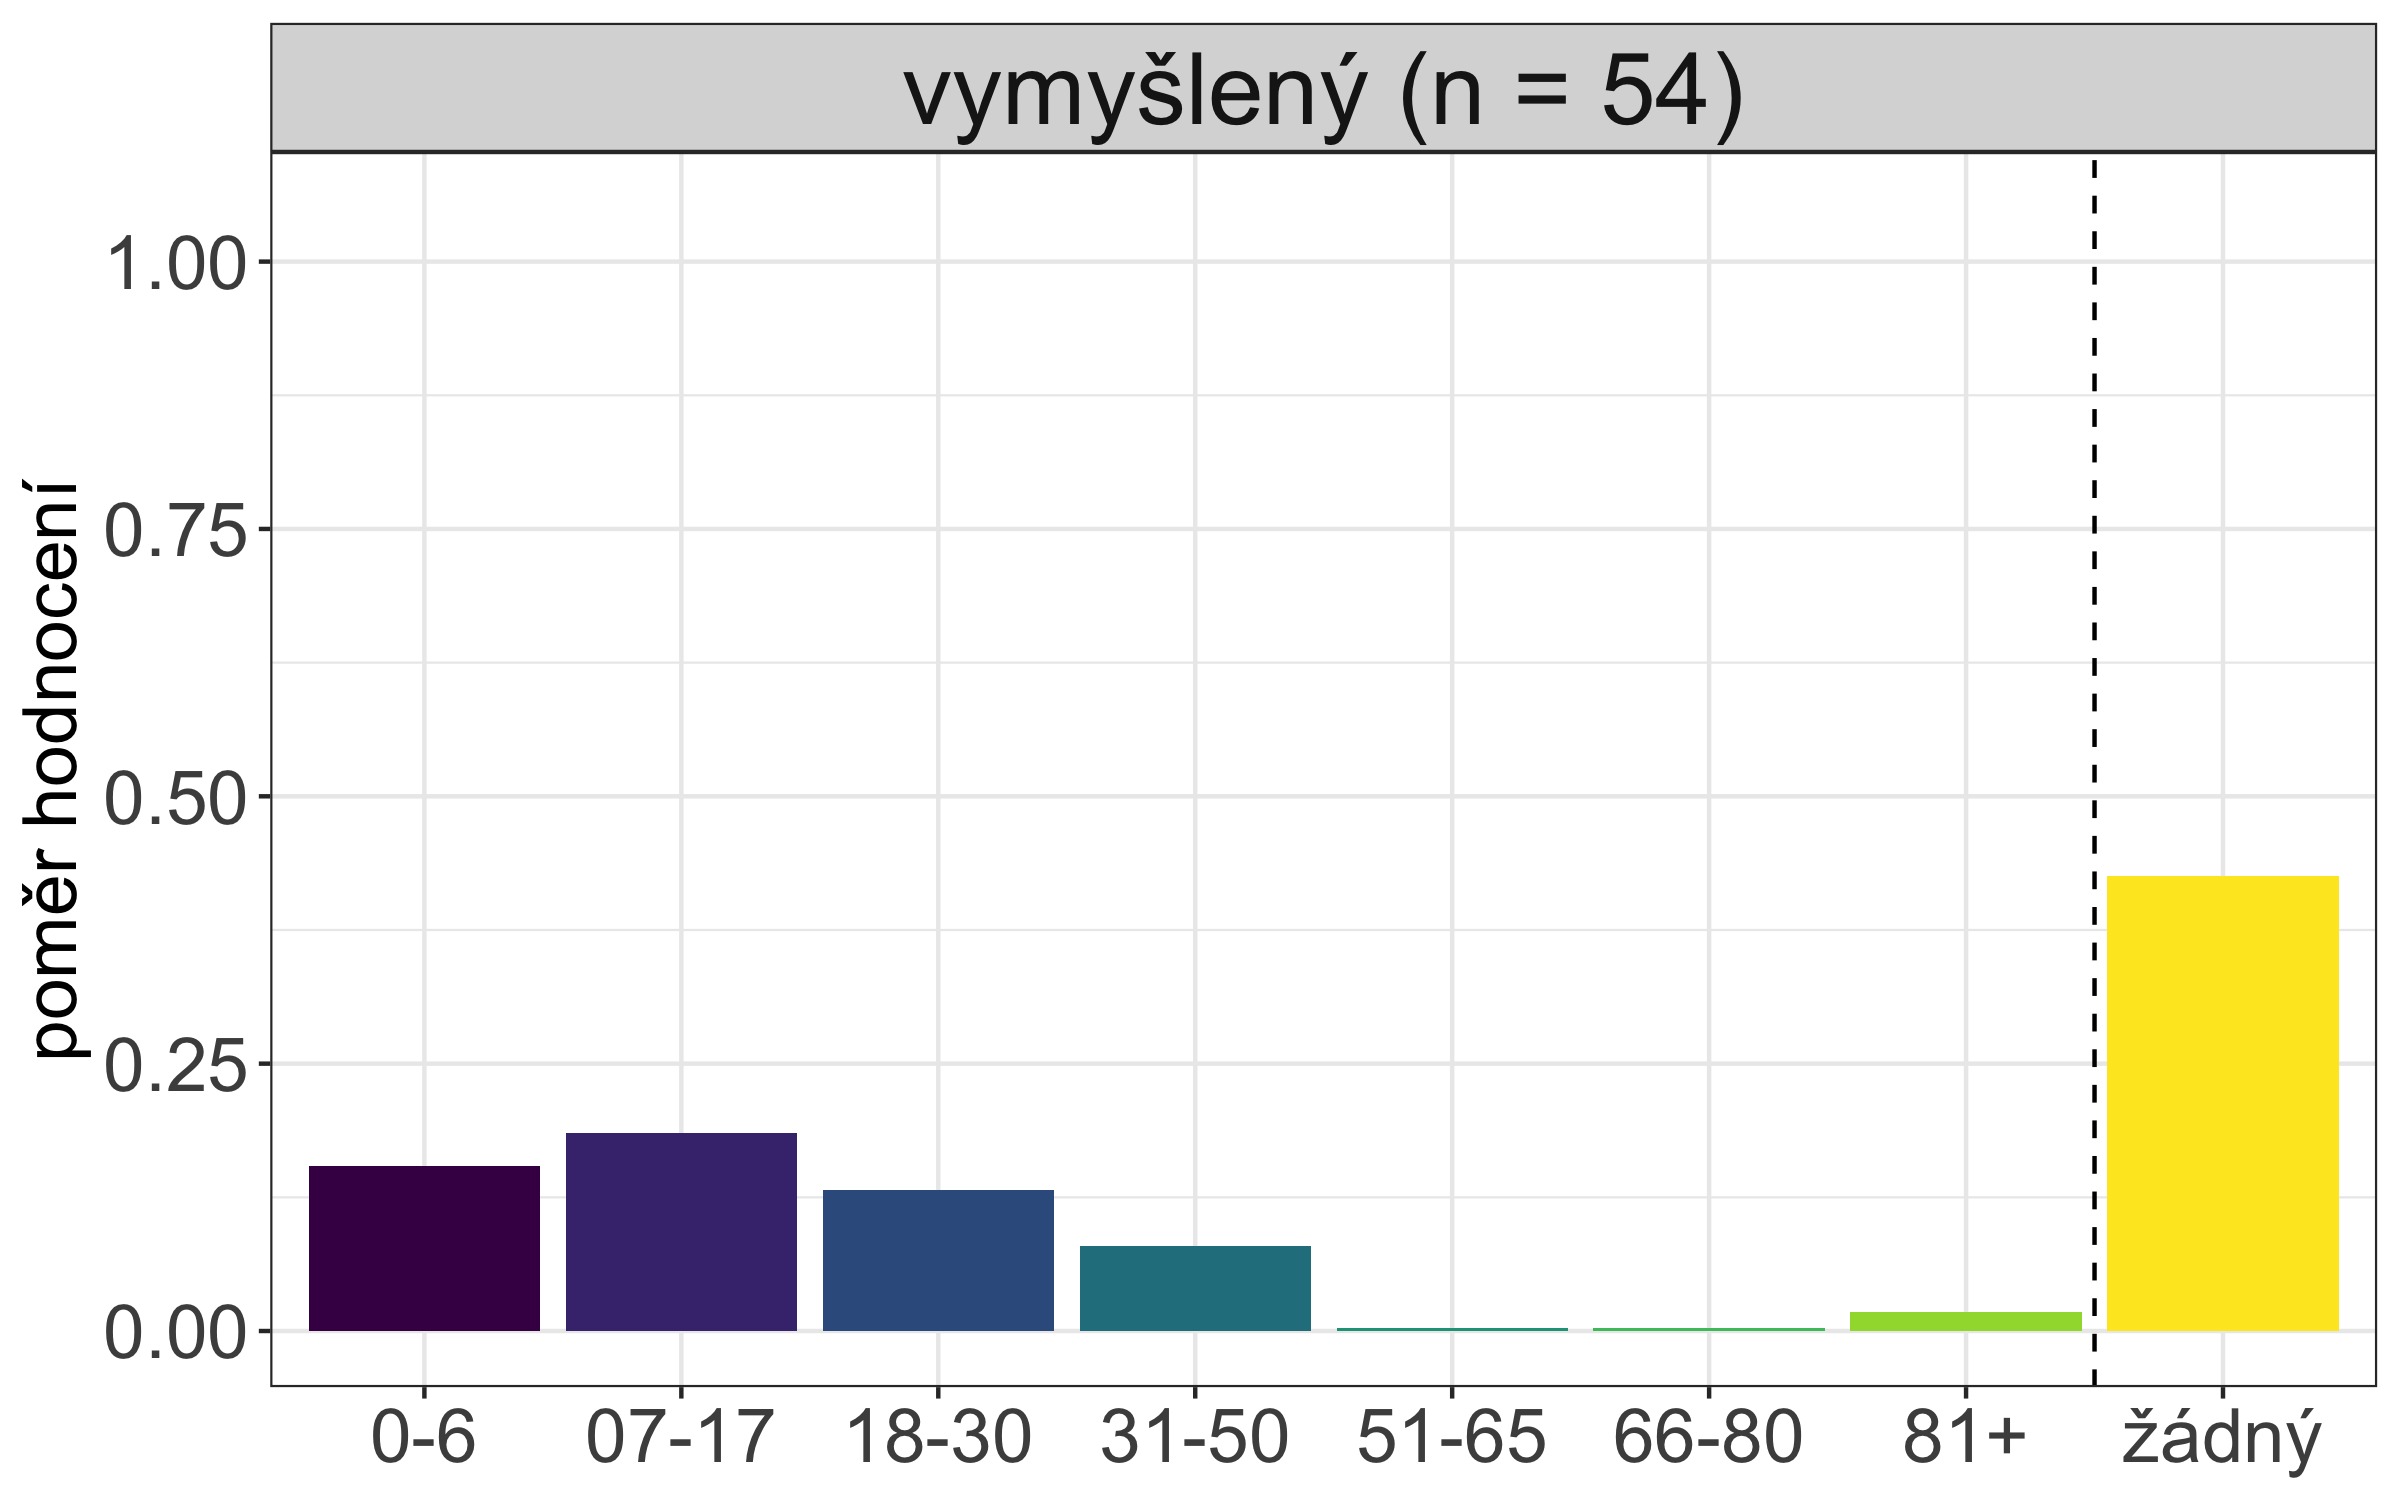 vymyšlený (n = 54)
poměr hodnocení
1.00
0.75
0.50
0.25
0.00
0-6 07-17 18-30 31-50 51-65 66-80 81+ žádný